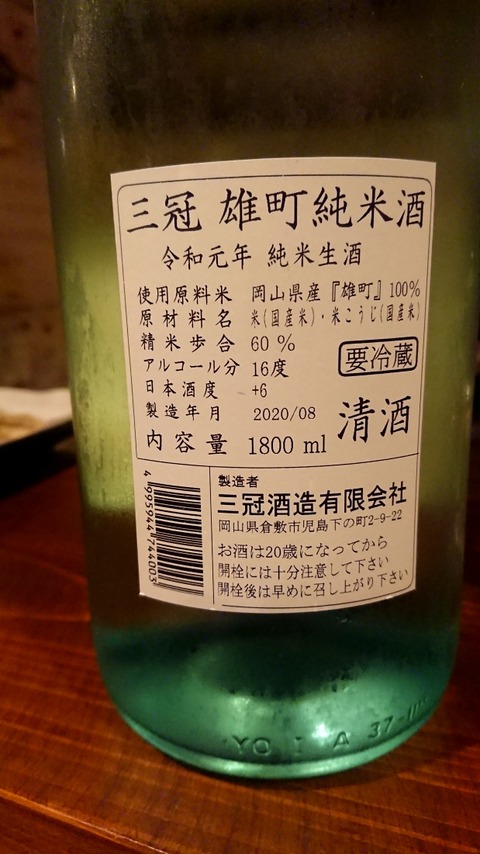 三冠 雄町純米酒
令和元年 純米生酒
使用原料米 岡山県産『雄町』100%
原材料名 米(国産米)・米こうじ(国産米)
精米歩合 60%
アルコール分 16度
要冷蔵
日本酒度 +6
製造年月 2020/08
清酒
内容量 1800 ml
製造者
三冠酒造有限会社
岡山県倉敷市児島下の町2-9-22
お酒は20歳になってから
開栓には十分注意して下さい
開栓後は早めに召し上がり下さい
4 995944 744003